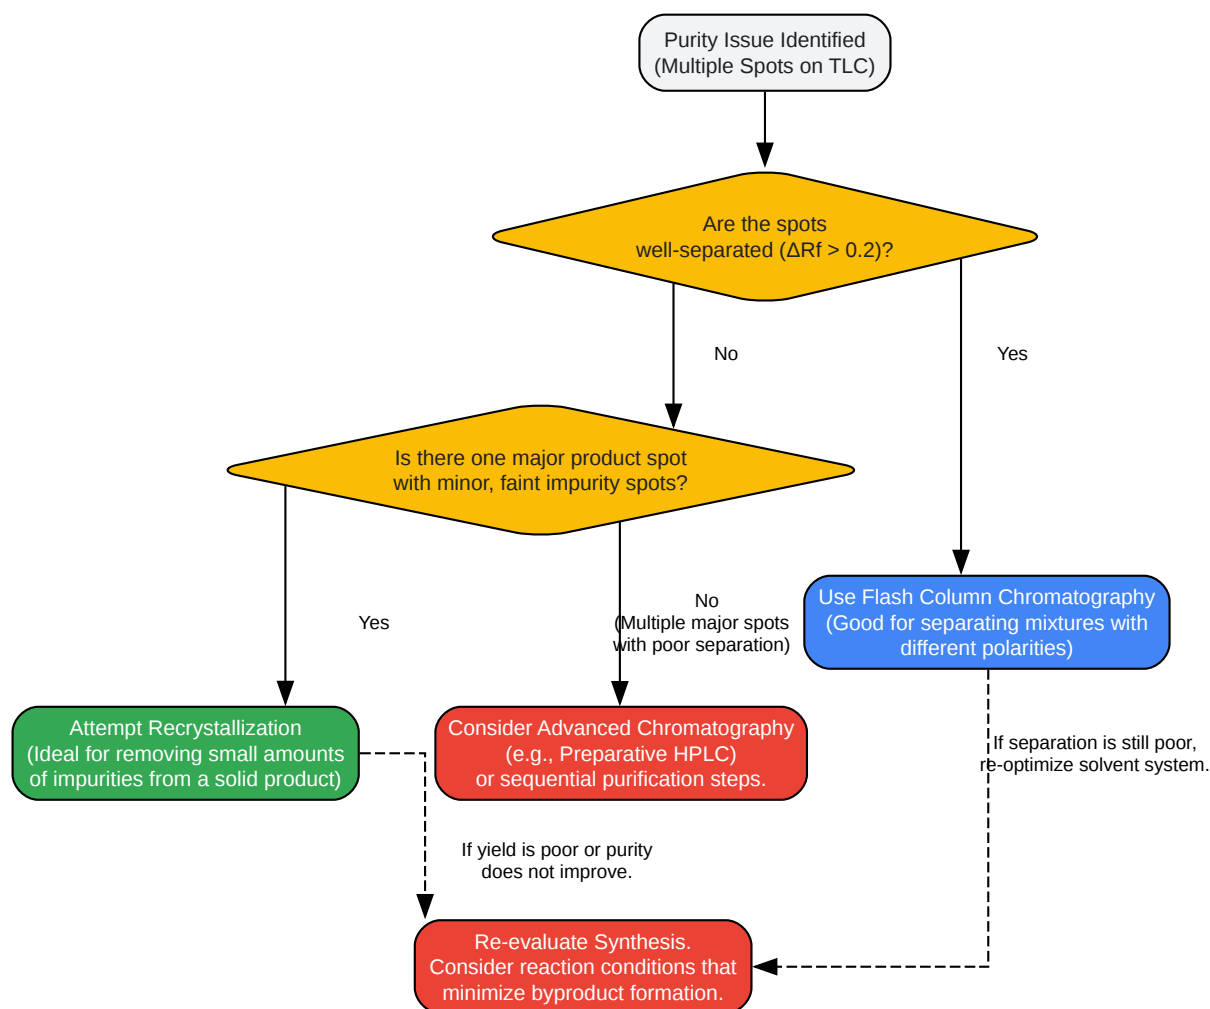 Purity Issue Identified
(Multiple Spots on TLC)
Are the spots
well-separated (ΔRf > 0.2)?
No
Yes
Is there one major product spot
with minor, faint impurity spots?
Yes
No
(Multiple major spots
with poor separation)
Use Flash Column Chromatography
(Good for separating mixtures with
different polarities)
Attempt Recrystallization
(Ideal for removing small amounts
of impurities from a solid product)
Consider Advanced Chromatography
(e.g., Preparative HPLC)
or sequential purification steps.
If separation is still poor,
re-optimize solvent system.
If yield is poor or purity
does not improve.
Re-evaluate Synthesis.
Consider reaction conditions that
minimize byproduct formation.